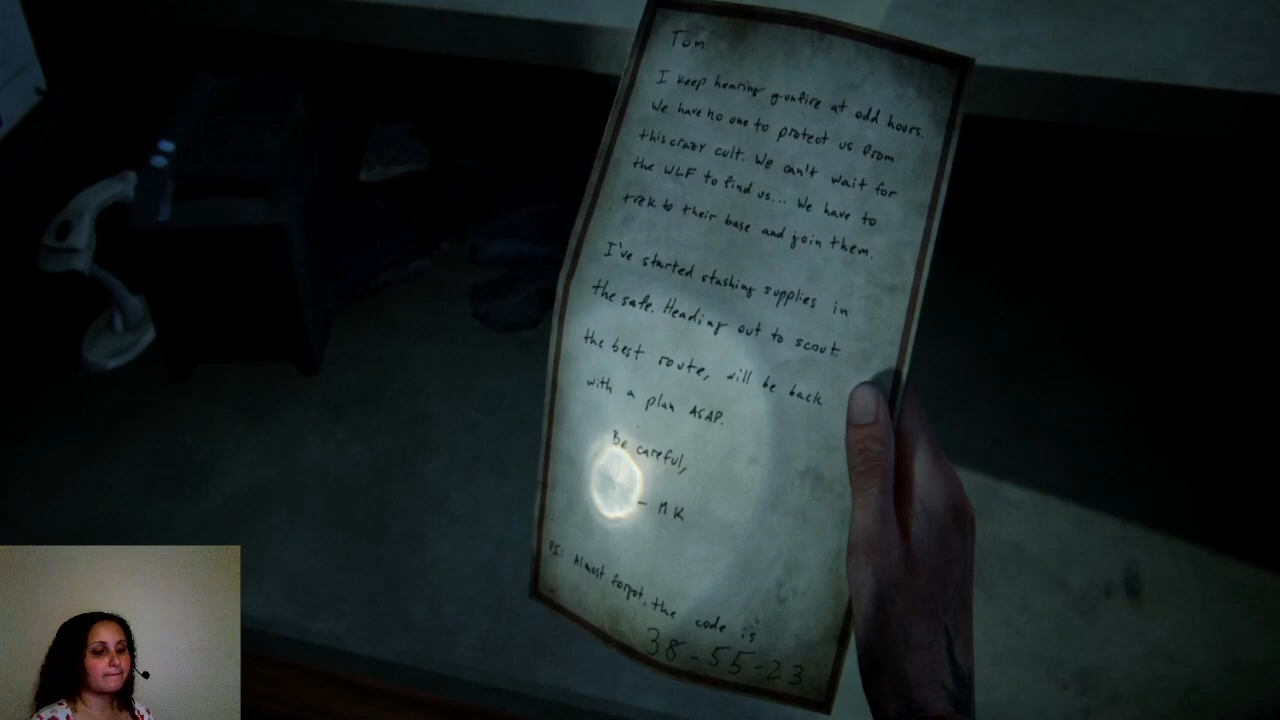 Tom
I keep hearing gunfire at odd hours.
We have no one to protect us from
this crazy cult. We can't wait for
the WLF to find us... We have to
trek to their base and join them.
I've started stashing supplies in
the safe. Heading out to scout
the best route, will be back
with a plan ASAP.
Be careful,
- MK
PS: Almost forgot, the code is
38-55-23